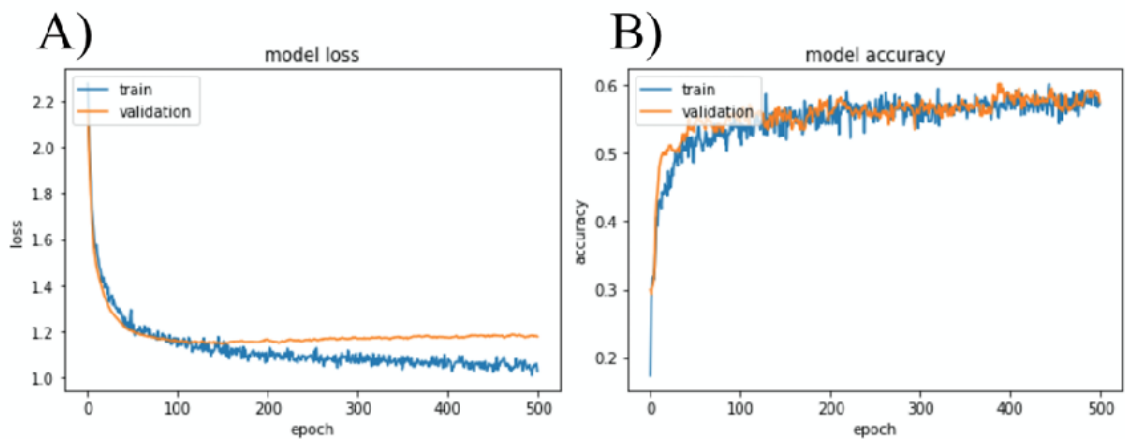 A)
model loss
train
validation
2.2
2.0
1.8
1.6
1.4
1.2
1.0
loss
0 100 200 300 400 500
epoch
B)
model accuracy
train
validation
0.6
0.5
0.4
0.3
0.2
accuracy
0 100 200 300 400 500
epoch